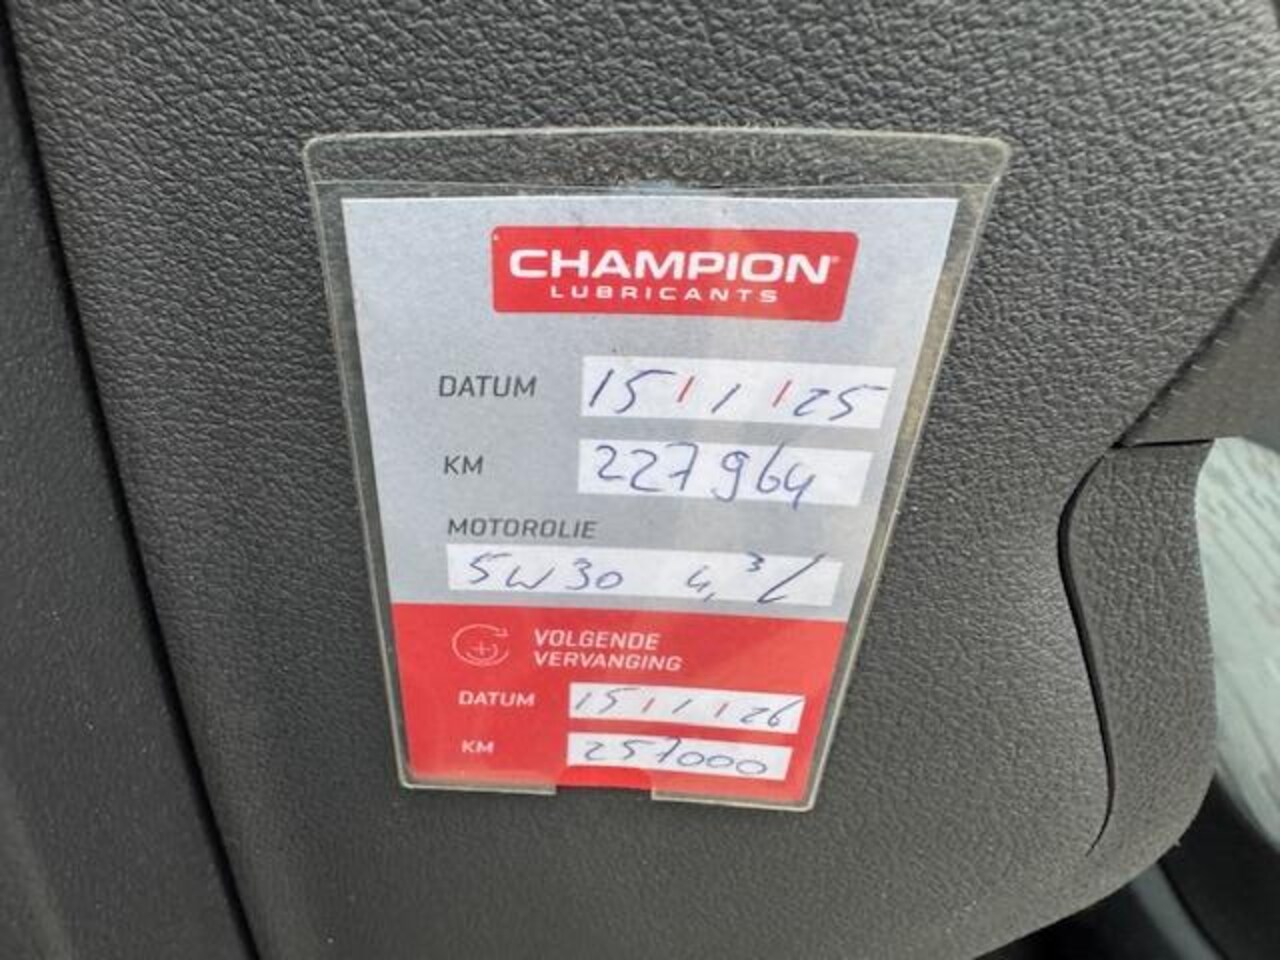 CHAMPION
LUBRICANTS
DATUM 15 / 1 / 25
KM 227964
MOTOROLIE
5W30 4,3 l
VOLGENDE
VERVANGING
DATUM 15 / 1 / 26
KM 257000